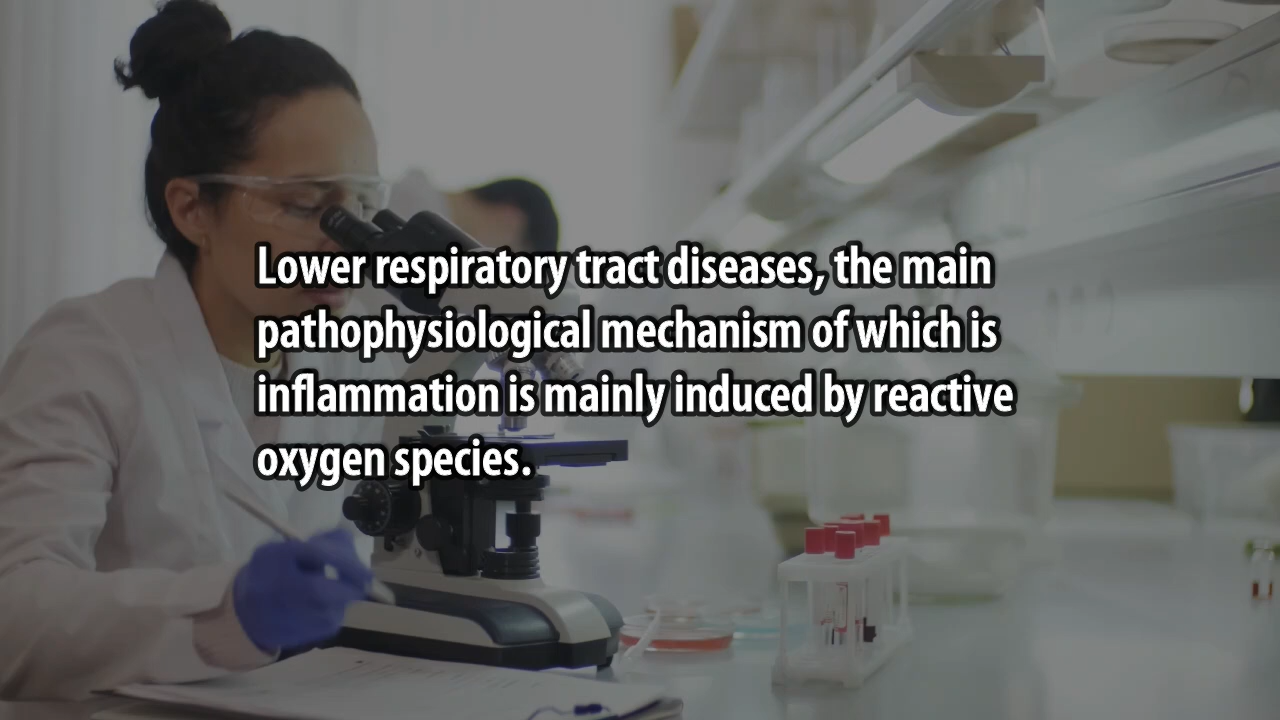 Lower respiratory tract diseases, the main
pathophysiological mechanism of which is
inflammation is mainly induced by reactive
oxygen species.